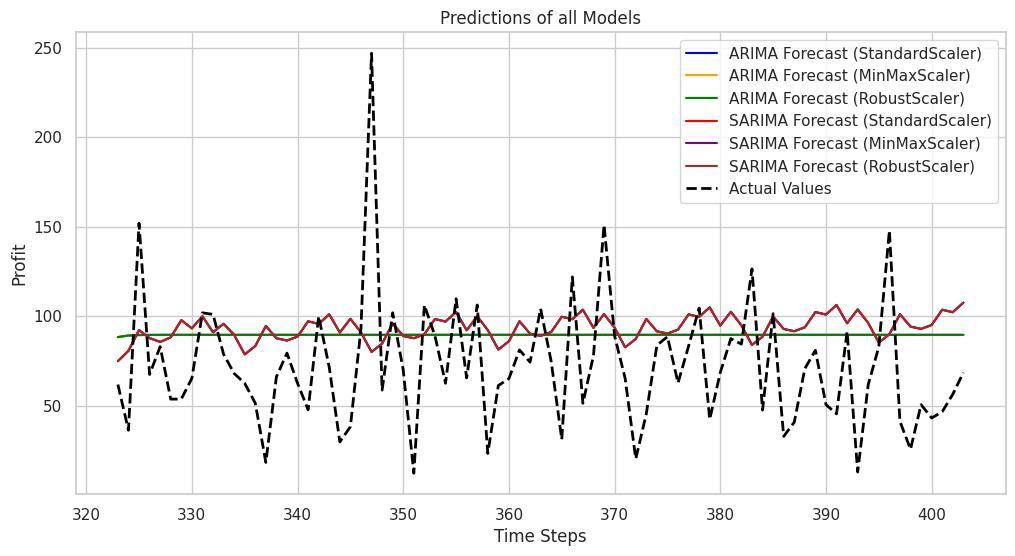 Predictions of all Models
250
200
150
100
50
Profit
ARIMA Forecast (StandardScaler)
ARIMA Forecast (MinMaxScaler)
ARIMA Forecast (RobustScaler)
SARIMA Forecast (StandardScaler)
SARIMA Forecast (MinMaxScaler)
SARIMA Forecast (RobustScaler)
Actual Values
320 330 340 350 360 370 380 390 400
Time Steps